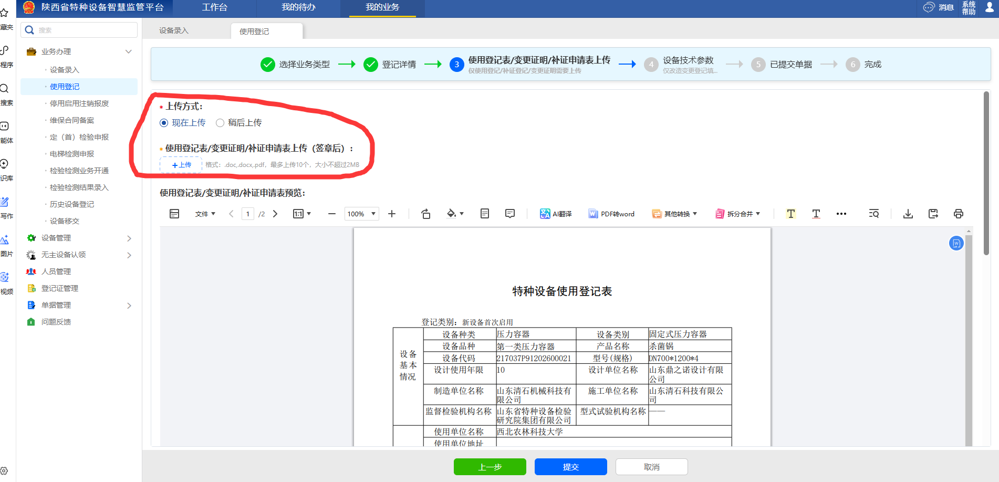 陕西省特种设备智慧监管平台
工作台
我的待办
我的业务
消息
系统
帮助
藏夹
程序
搜索
能体
识库
写作
图片
视频
搜索
业务办理
设备录入
使用登记
停用启用注销报废
维保合同备案
定（首）检验申报
电梯检测申报
检验检测业务开通
检验检测结果录入
历史设备登记
设备移交
设备管理
无主设备认领
人员管理
登记证管理
单据管理
问题反馈
设备录入
使用登记
选择业务类型
登记详情
3 使用登记表/变更证明/补证申请表上传
仅使用登记/补证登记/变更证明需要上传
4 设备技术参数
仅改造变更登记填...
5 已提交单据
6 完成
* 上传方式：
现在上传 稍后上传
* 使用登记表/变更证明/补证申请表上传（签章后）：
+上传 格式：.doc,.docx,.pdf，最多上传10个，大小不超过2MB
使用登记表/变更证明/补证申请表预览：
文件 1 /2 1:1 100% AI翻译 PDF转word 其他转换 拆分合并
特种设备使用登记表
登记类别：新设备首次启用
设备基本情况
设备种类 压力容器 设备类别 固定式压力容器
设备品种 第一类压力容器 产品名称 杀菌锅
设备代码 217037P91202600021 型号(规格) DN700*1200*4
设计使用年限 10 设计单位名称 山东鼎之诺设计有限公司
制造单位名称 山东清石机械科技有限公司 施工单位名称 山东清石科技有限公司
监督检验机构名称 山东省特种设备检验研究院集团有限公司 型式试验机构名称 ——
使用单位名称 西北农林科技大学
使用单位地址
上一步
提交
取消